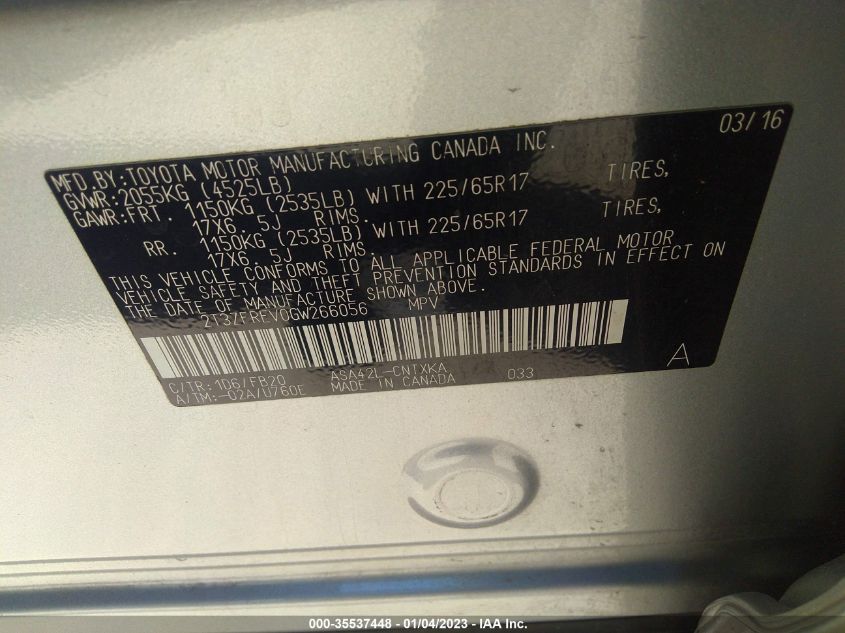 03/16
MFD.BY:TOYOTA MOTOR MANUFACTURING CANADA INC.
GVWR:2055KG (4525LB)
GAWR:FRT. 1150KG (2535LB) WITH 225/65R17 TIRES,
17X6. 5J RIMS.
RR. 1150KG (2535LB) WITH 225/65R17 TIRES,
17X6. 5J RIMS.
THIS VEHICLE CONFORMS TO ALL APPLICABLE FEDERAL MOTOR
VEHICLE SAFETY AND THEFT PREVENTION STANDARDS IN EFFECT ON
THE DATE OF MANUFACTURE SHOWN ABOVE.
2T3ZFREV0GW266056 MPV
C/TR:1D6/FB20 ASA42L-CNTXKA 033 A
A/TM:-02A/U760E MADE IN CANADA
000-35537448 - 01/04/2023 - IAA Inc.